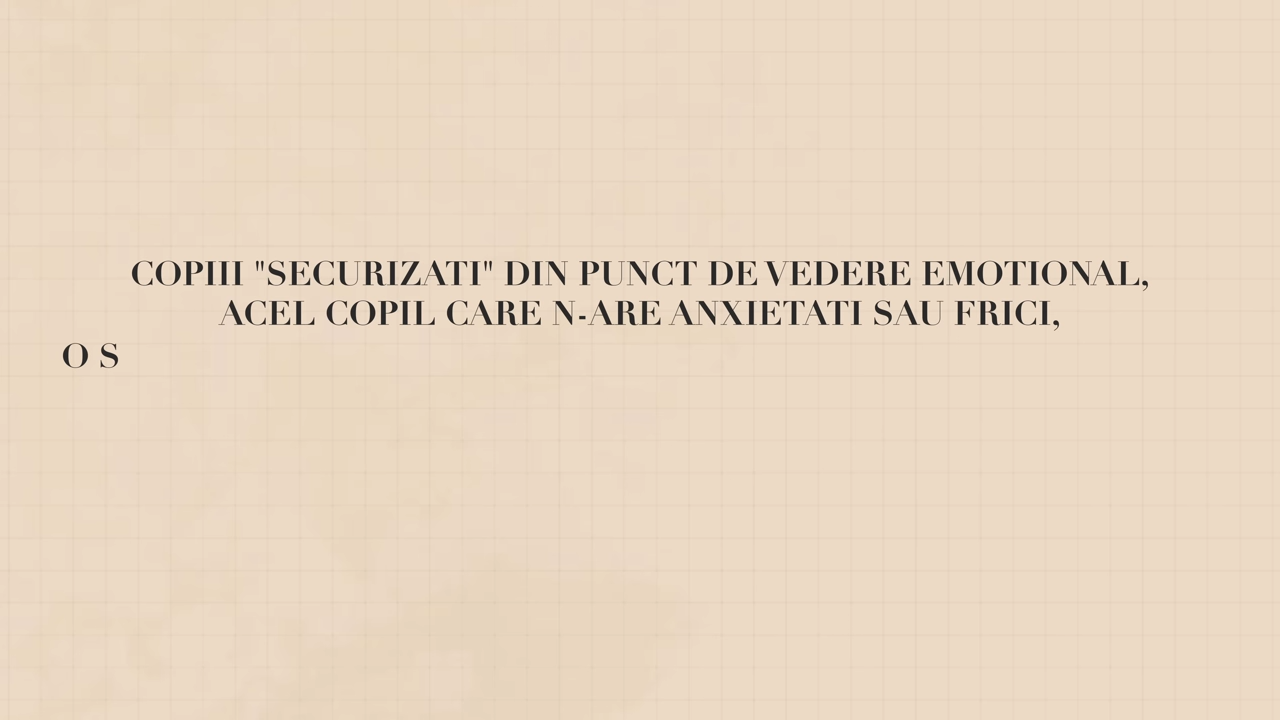 COPIII "SECURIZATI" DIN PUNCT DE VEDERE EMOTIONAL,
ACEL COPIL CARE N-ARE ANXIETATI SAU FRICI,
O S